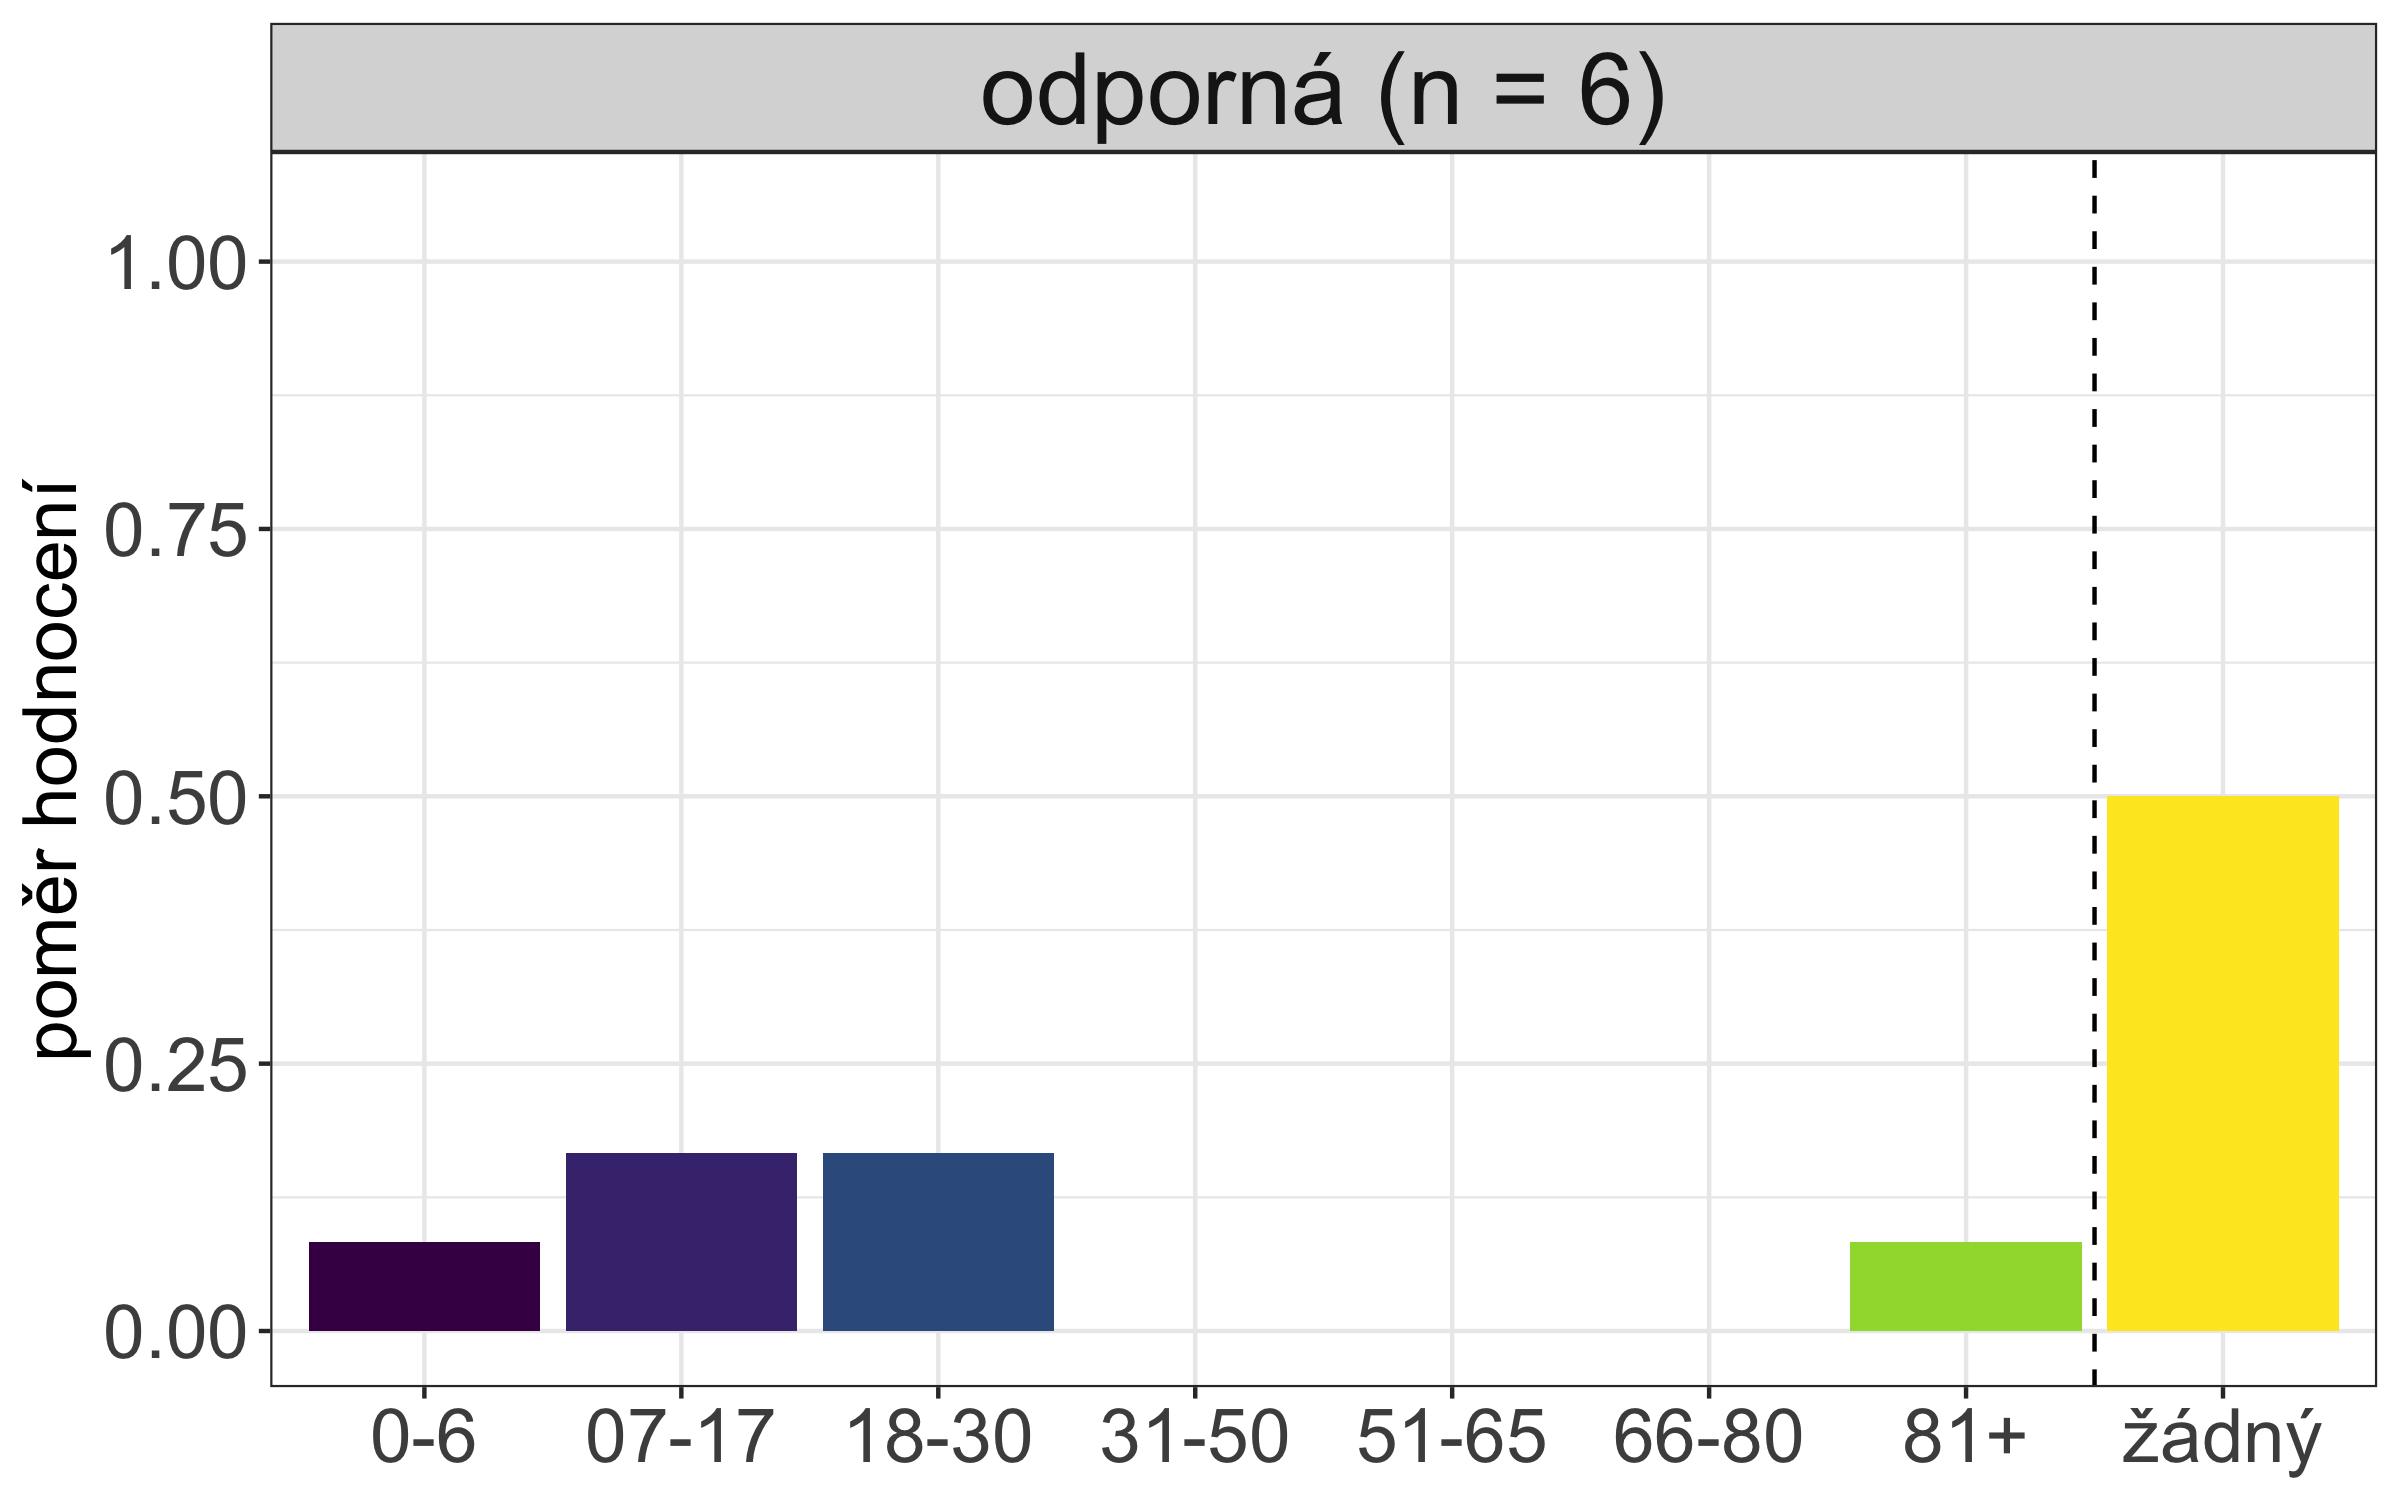 odporná (n = 6)
poměr hodnocení
1.00
0.75
0.50
0.25
0.00
0-6 07-17 18-30 31-50 51-65 66-80 81+ žádný